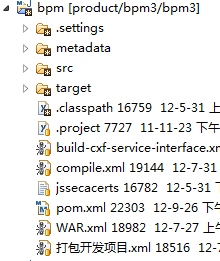 bpm [product/bpm3/bpm3]
.settings
metadata
src
target
.classpath 16759 12-5-31 上
.project 7727 11-11-23 下午
build-cxf-service-interface.xm
compile.xml 19144 12-7-31
jssecacerts 16782 12-5-31
pom.xml 22303 12-9-26 下午
WAR.xml 18982 12-7-27 上午
打包开发项目.xml 18516 12-7